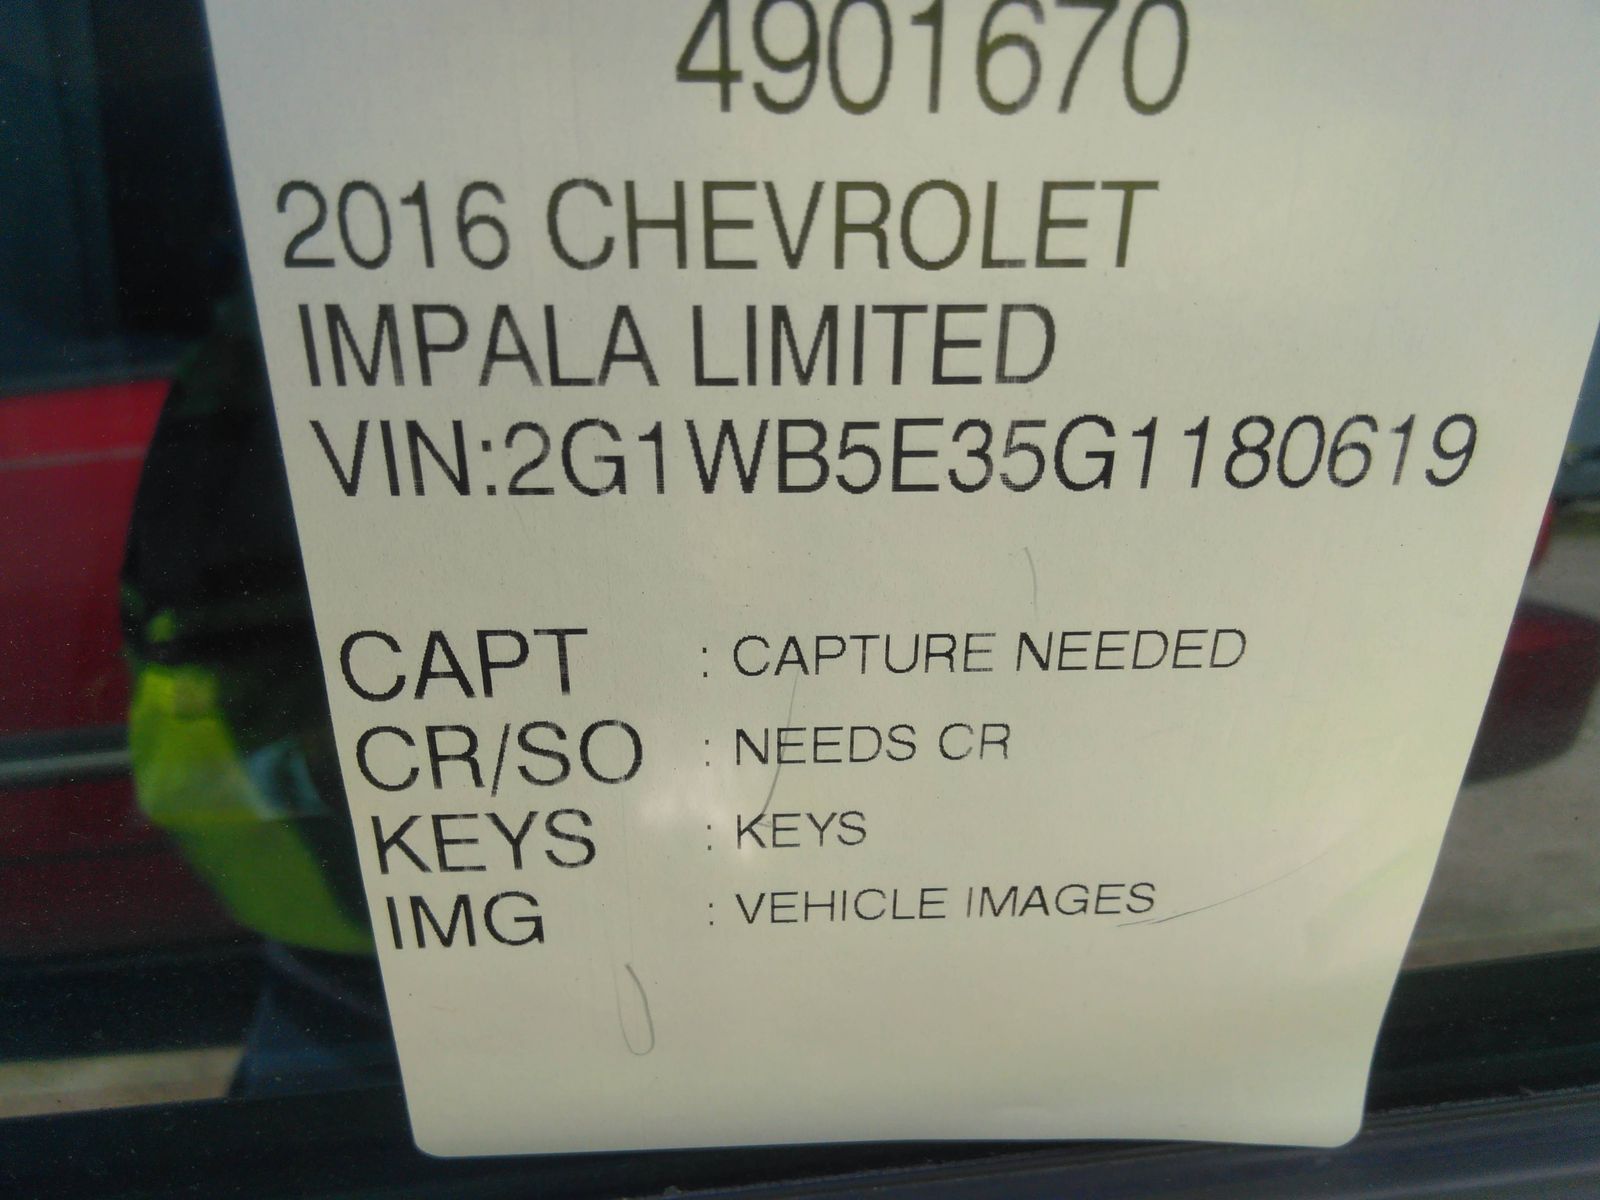 4901670
2016 CHEVROLET
IMPALA LIMITED
VIN:2G1WB5E35G1180619
CAPT : CAPTURE NEEDED
CR/SO : NEEDS CR
KEYS : KEYS
IMG : VEHICLE IMAGES